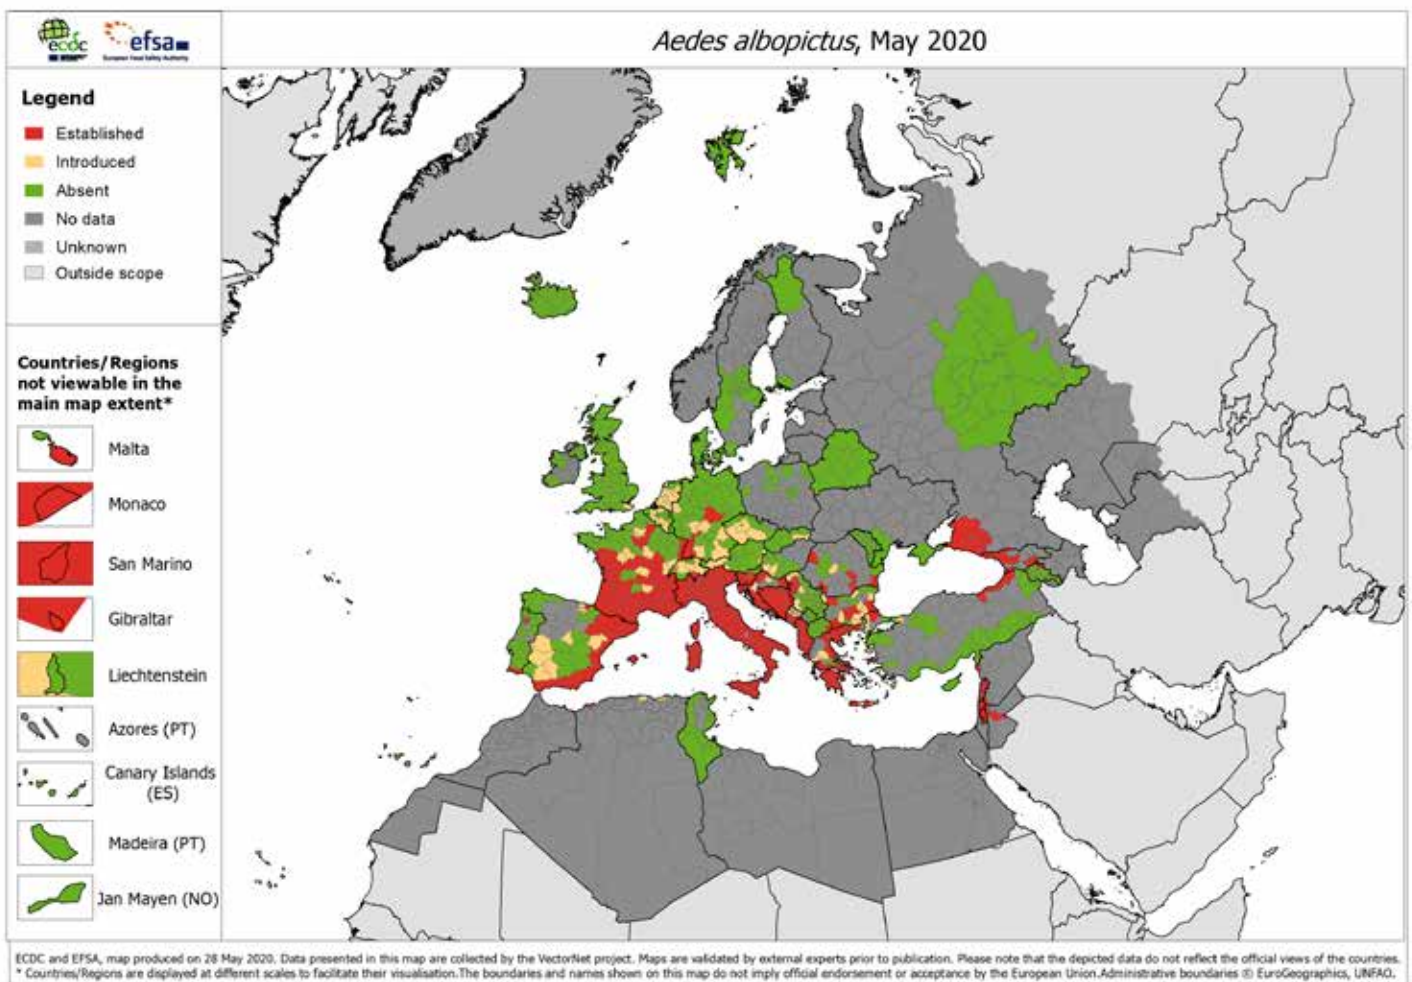 ecdc
efsa
European Food Safety Authority
Aedes albopictus, May 2020
Legend
Established
Introduced
Absent
No data
Unknown
Outside scope
Countries/Regions
not viewable in the
main map extent*
Malta
Monaco
San Marino
Gibraltar
Liechtenstein
Azores (PT)
Canary Islands
(ES)
Madeira (PT)
Jan Mayen (NO)
ECDC and EFSA, map produced on 28 May 2020. Data presented in this map are collected by the VectorNet project. Maps are validated by external experts prior to publication. Please note that the depicted data do not reflect the official views of the countries.
* Countries/Regions are displayed at different scales to facilitate their visualisation.The boundaries and names shown on this map do not imply official endorsement or acceptance by the European Union.Administrative boundaries © EuroGeographics, UNFAO.